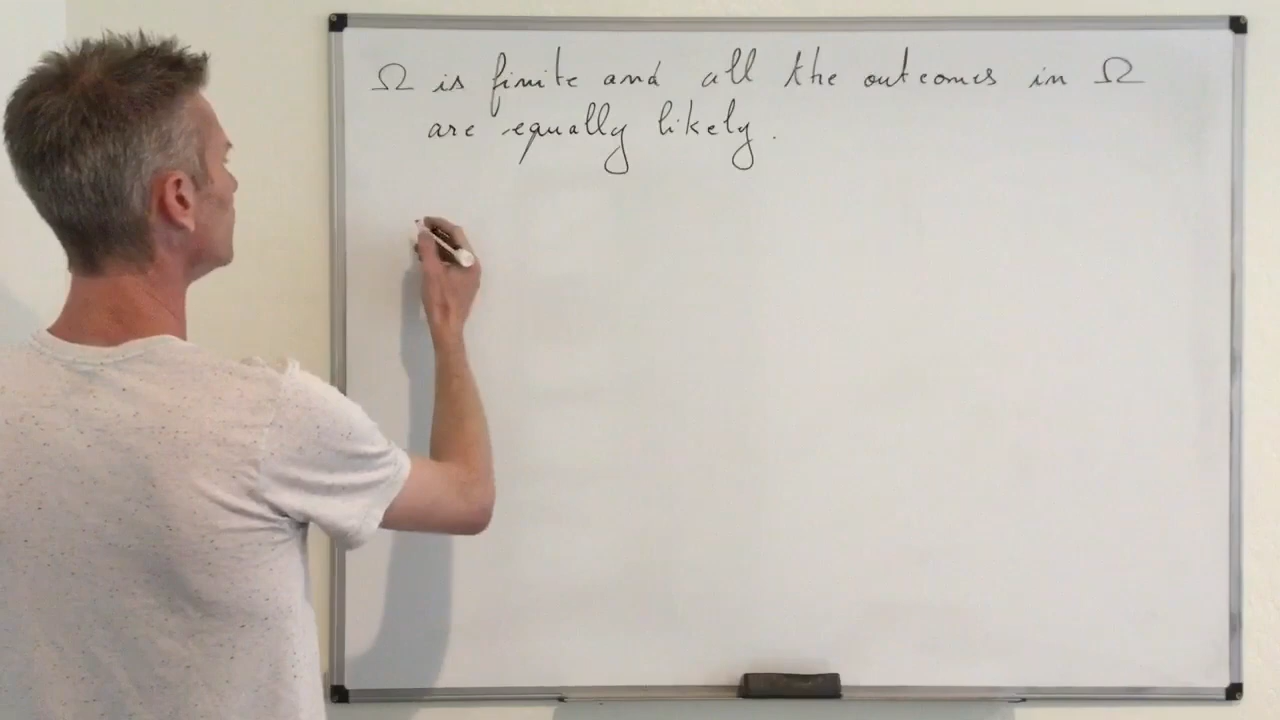 Ω is finite and all the outcomes in Ω
are equally likely.